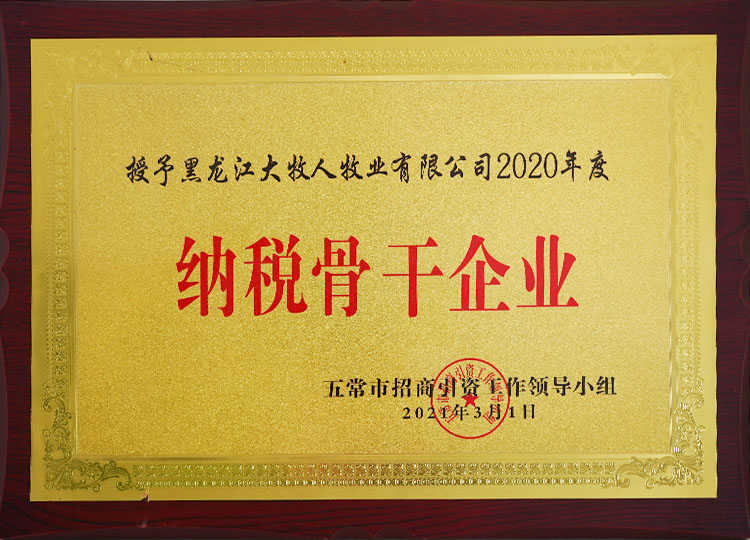 授予黑龙江大牧人牧业有限公司2020年度
纳税骨干企业
五常市招商引资工作领导小组
2021年3月1日